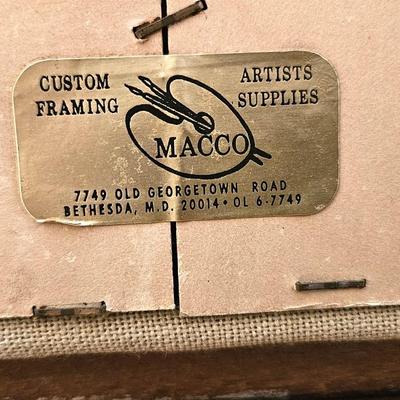 CUSTOM
FRAMING
ARTISTS
SUPPLIES
MACCO
7749 OLD GEORGETOWN ROAD
BETHESDA, M.D. 20014 • OL 6-7749